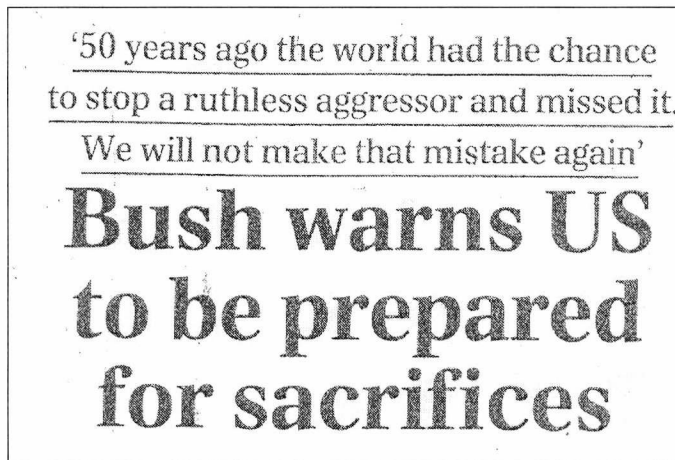 ‘50 years ago the world had the chance
to stop a ruthless aggressor and missed it.
We will not make that mistake again’
Bush warns US
to be prepared
for sacrifices